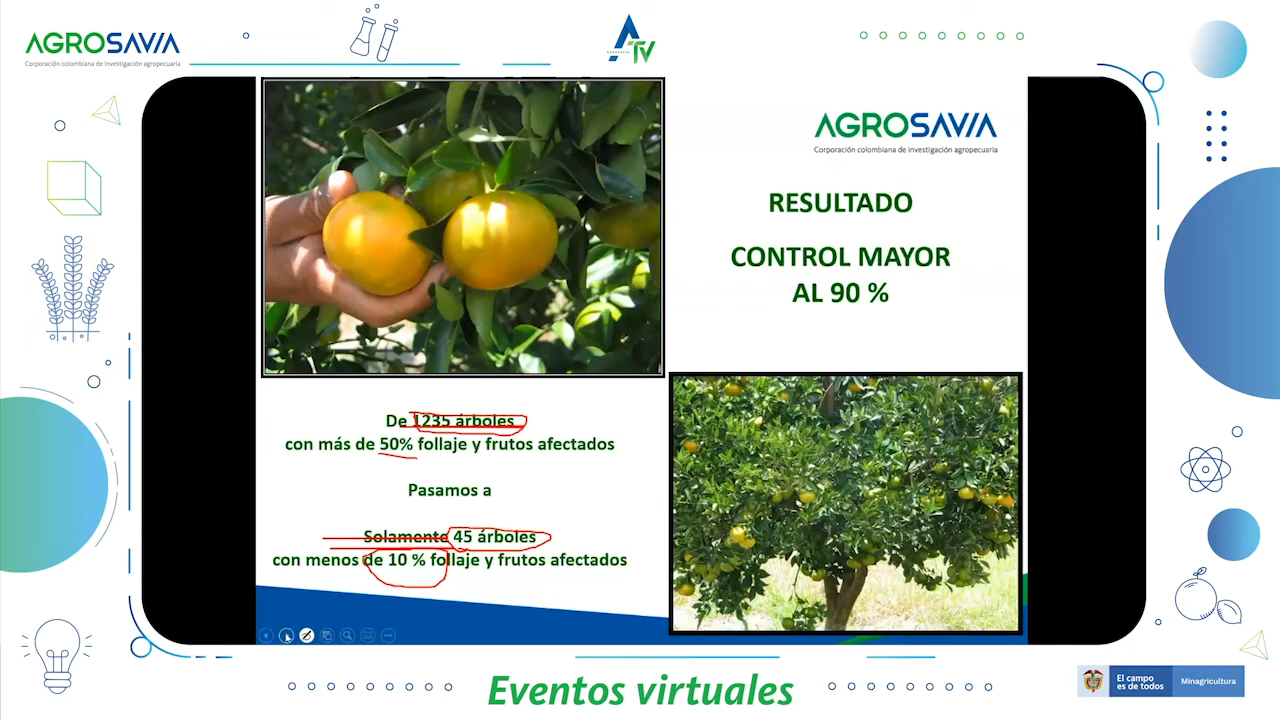 AGROSAVIA
Corporación colombiana de investigación agropecuaria
ATV
AGROSAVIA
Corporación colombiana de investigación agropecuaria
RESULTADO
CONTROL MAYOR
AL 90 %
De 1235 árboles
con más de 50% follaje y frutos afectados
Pasamos a
Solamente 45 árboles
con menos de 10 % follaje y frutos afectados
Eventos virtuales
El campo
es de todos
Minagricultura